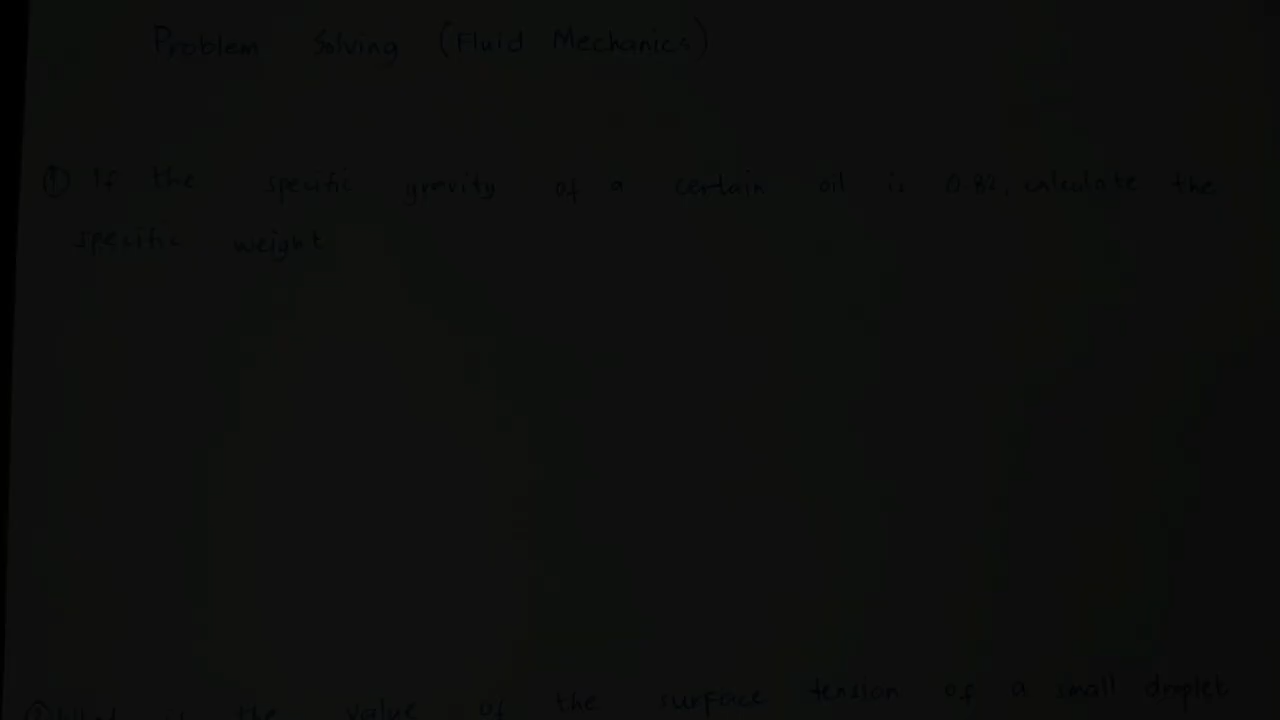 Problem Solving (Fluid Mechanics)
① If the specific gravity of a certain oil is 0.82, calculate the
specific weight
the value of the surface tension of a small droplet